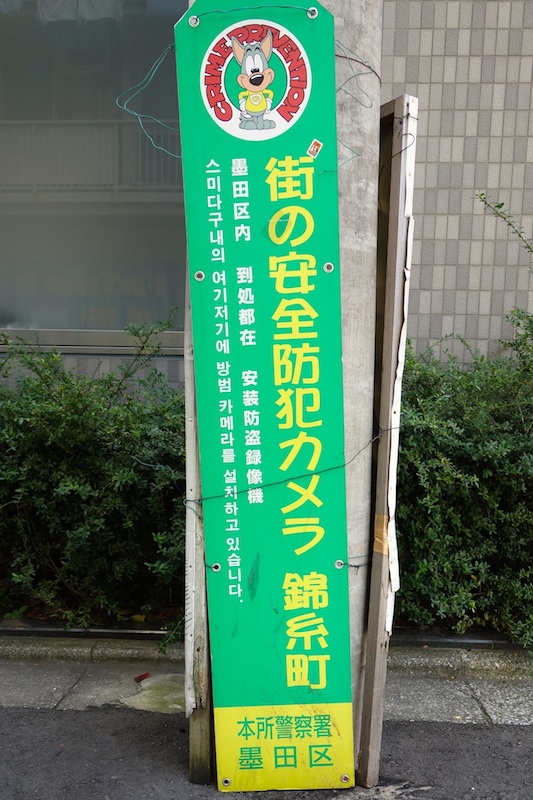 CRIME PREVENTION
街の安全防犯カメラ 錦糸町
墨田区内 到処都在 安装防盗録像機
스미다구내의 여기저기에 방범 카메라를 설치하고 있습니다.
本所警察署
墨田区